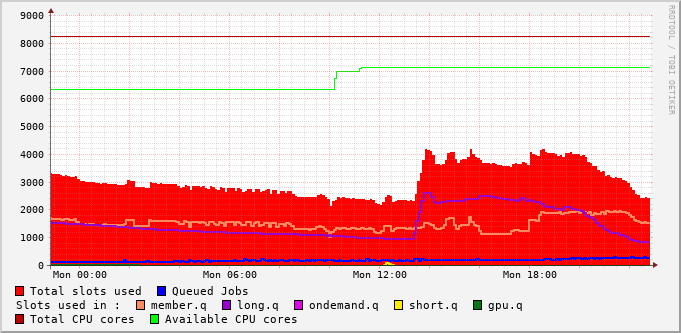 9000
8000
7000
6000
5000
4000
3000
2000
1000
0
Mon 00:00 Mon 06:00 Mon 12:00 Mon 18:00
RRDTOOL / TOBI OETIKER
Total slots used Queued Jobs
Slots used in : member.q long.q ondemand.q short.q gpu.q
Total CPU cores Available CPU cores